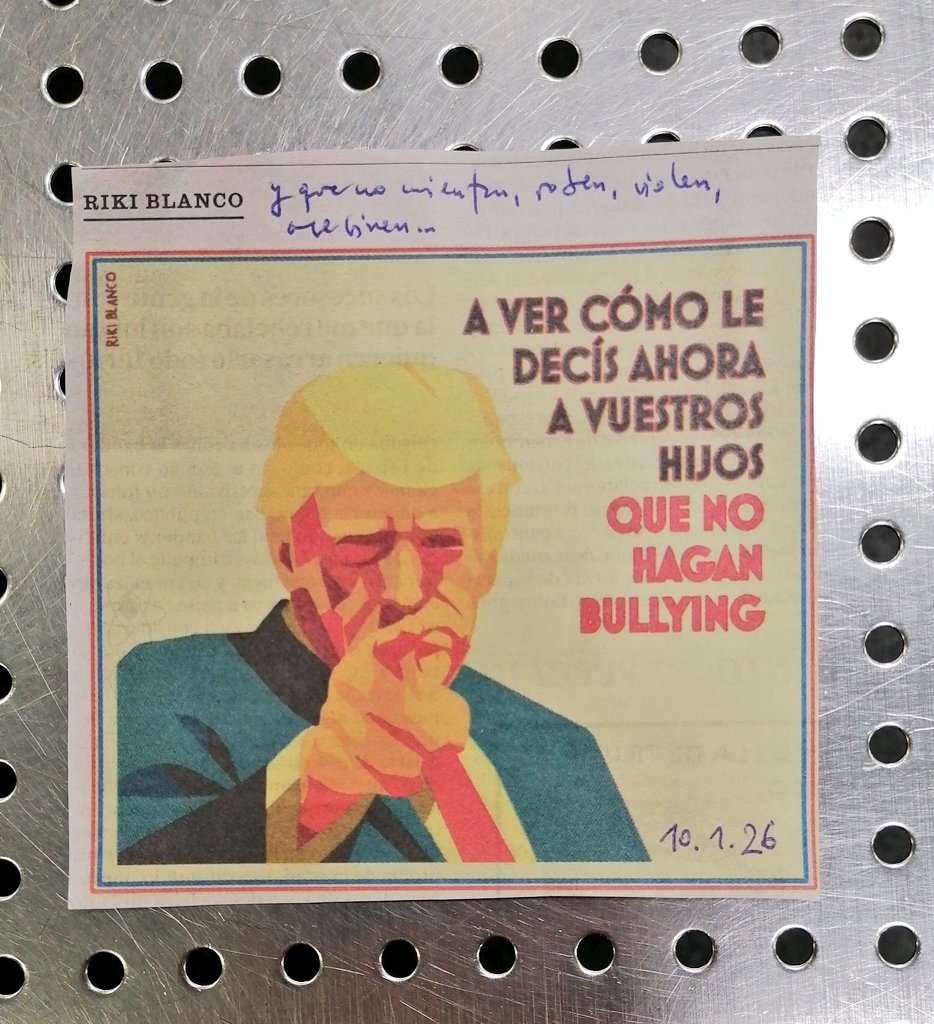 RIKI BLANCO
y que no mientan, roben, violen,
asesinen...
RIKI BLANCO
A VER CÓMO LE
DECÍS AHORA
A VUESTROS
HIJOS
QUE NO
HAGAN
BULLYING
10.1.26